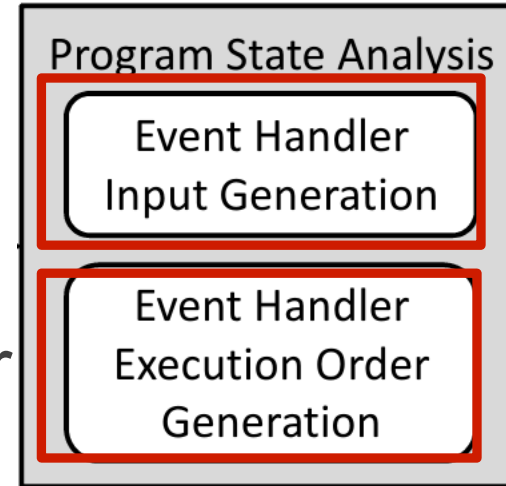 Program State Analysis
Event Handler
Input Generation
Event Handler
Execution Order
Generation